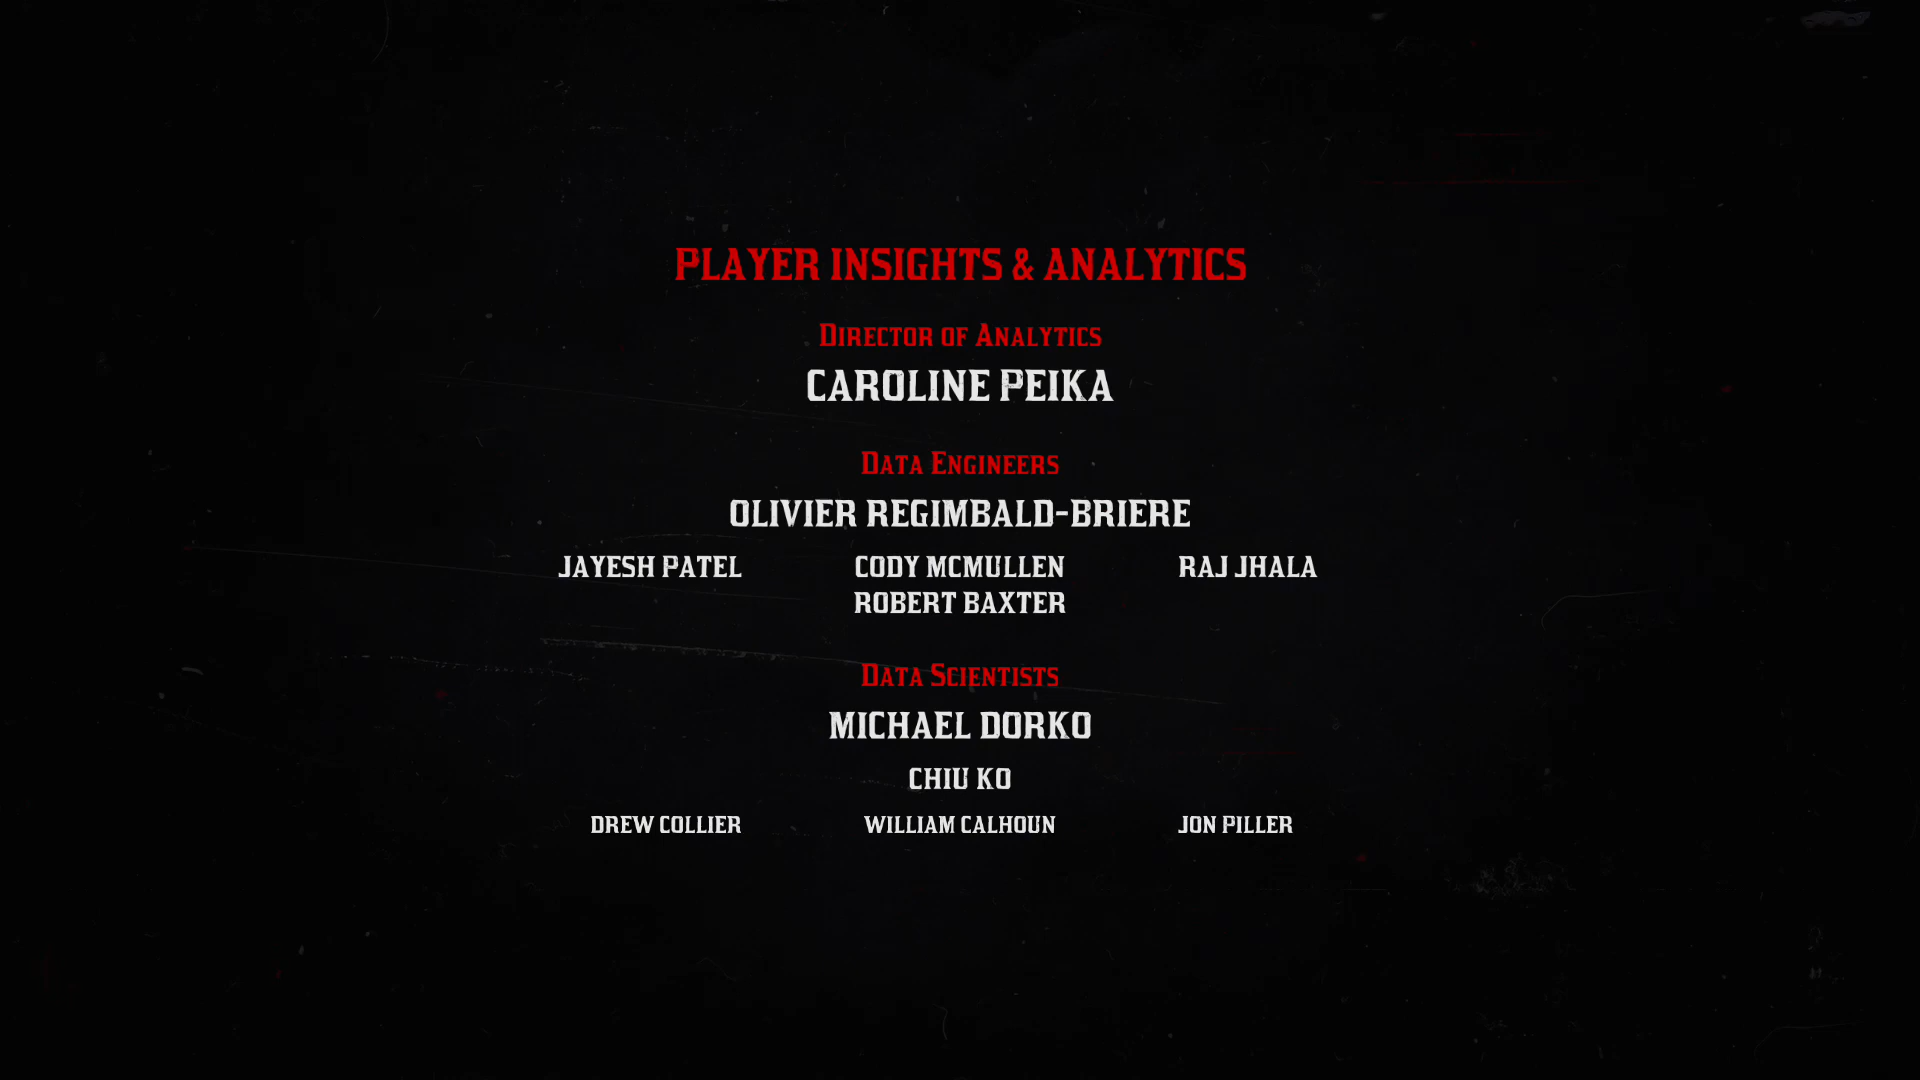 PLAYER INSIGHTS & ANALYTICS
DIRECTOR OF ANALYTICS
CAROLINE PEIKA
DATA ENGINEERS
OLIVIER REGIMBALD-BRIERE
JAYESH PATEL CODY MCMULLEN RAJ JHALA
ROBERT BAXTER
DATA SCIENTISTS
MICHAEL DORKO
CHIU KO
DREW COLLIER WILLIAM CALHOUN JON PILLER